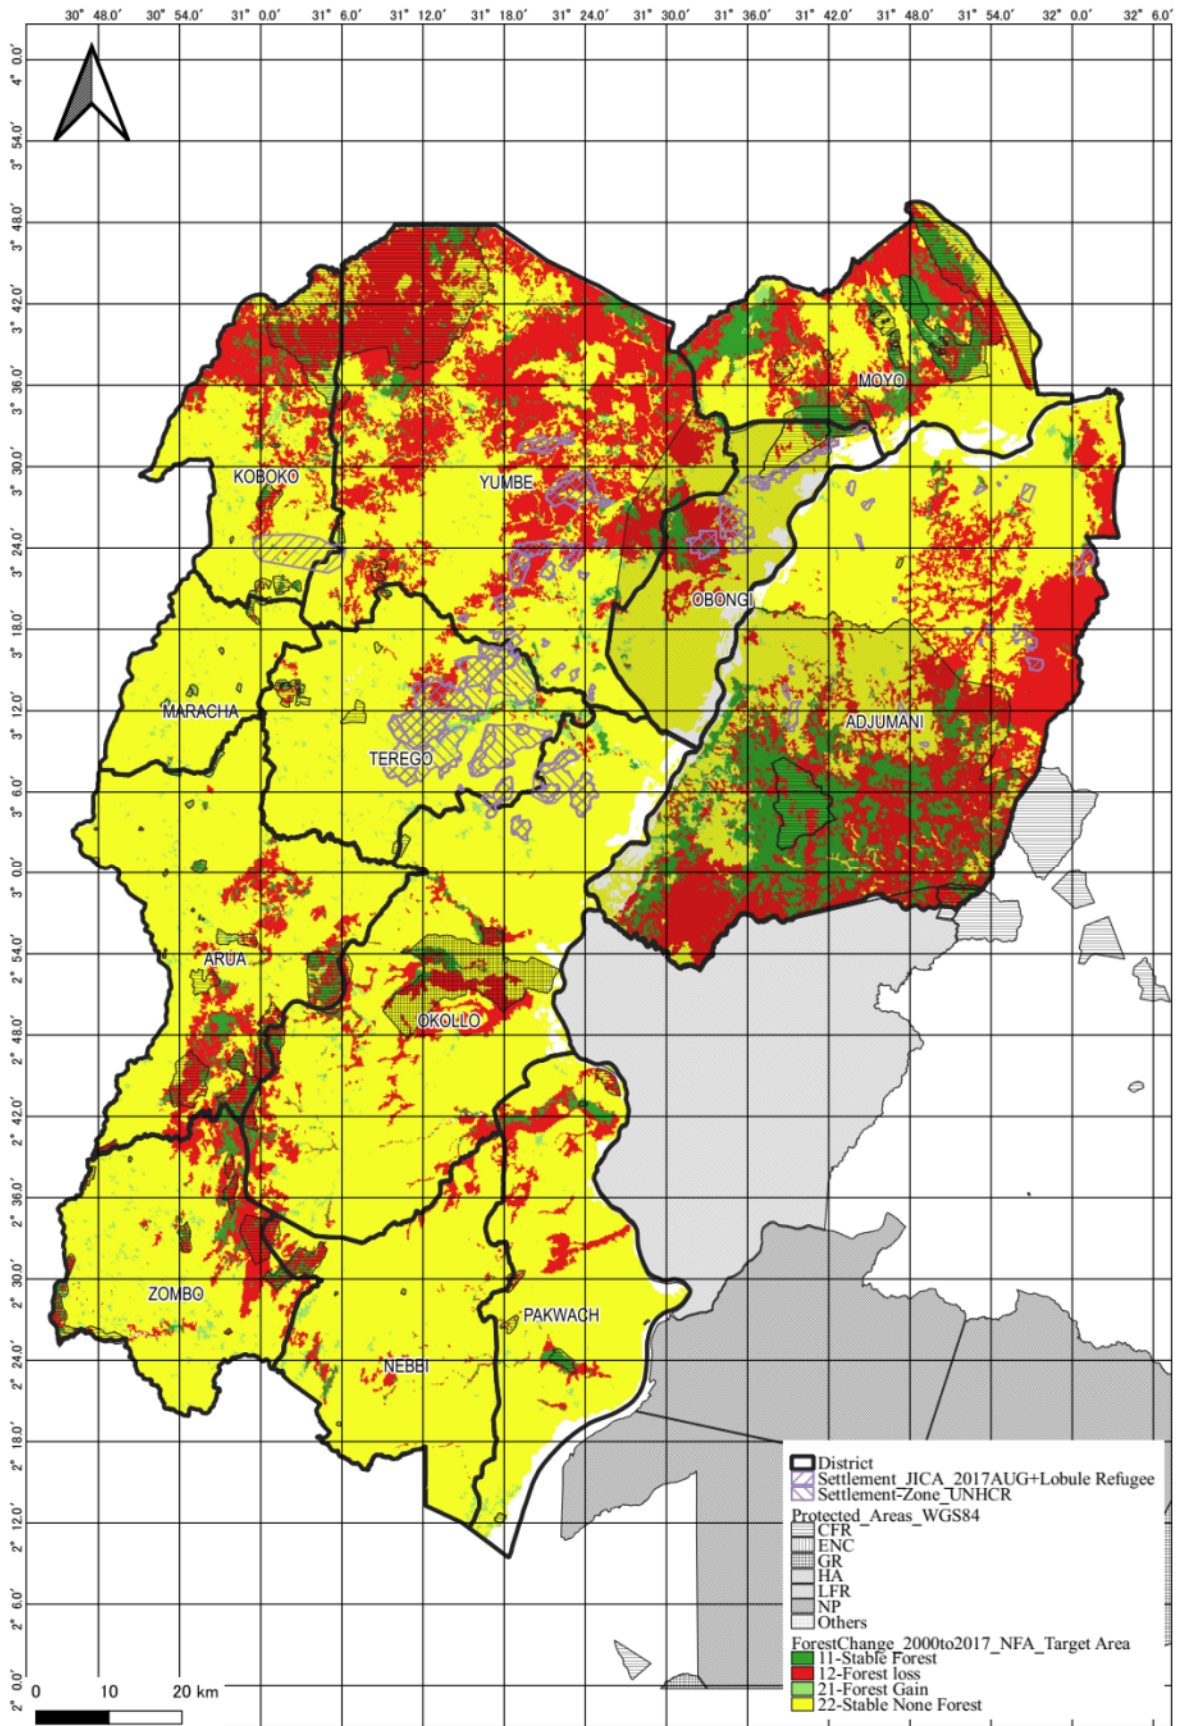 30° 48.0′ 30° 54.0′ 31° 0.0′ 31° 6.0′ 31° 12.0′ 31° 18.0′ 31° 24.0′ 31° 30.0′ 31° 36.0′ 31° 42.0′ 31° 48.0′ 31° 54.0′ 32° 0.0′ 32° 6.0′
4° 0.0′
3° 54.0′
3° 48.0′
3° 42.0′
3° 36.0′
MOYO
3° 30.0′
KOBOKO
YUMBE
3° 24.0′
OBONGI
3° 18.0′
3° 12.0′
MARACHA
ADJUMANI
TEREGO
3° 6.0′
3° 0.0′
2° 54.0′
ARUA
OKOLLO
2° 48.0′
2° 42.0′
2° 36.0′
2° 30.0′
ZOMBO
PAKWACH
2° 24.0′
NEBBI
2° 18.0′
2° 12.0′
2° 6.0′
2° 0.0′
0 10 20 km
District
Settlement_JICA_2017AUG+Lobule Refugee
Settlement-Zone_UNHCR
Protected_Areas_WGS84
CFR
ENC
GR
HA
LFR
NP
Others
ForestChange_2000to2017_NFA_Target Area
11-Stable Forest
12-Forest loss
21-Forest Gain
22-Stable None Forest